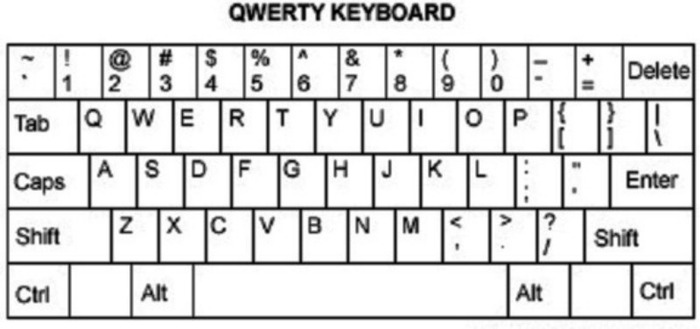 QWERTY KEYBOARD
~ ! @ # $ % ^ & * ( ) _ +
` 1 2 3 4 5 6 7 8 9 0 - = Delete
Tab Q W E R T Y U I O P { } |
[ ] \
Caps A S D F G H J K L : " Enter
; '
Shift Z X C V B N M < > ? Shift
, . /
Ctrl Alt Alt Ctrl